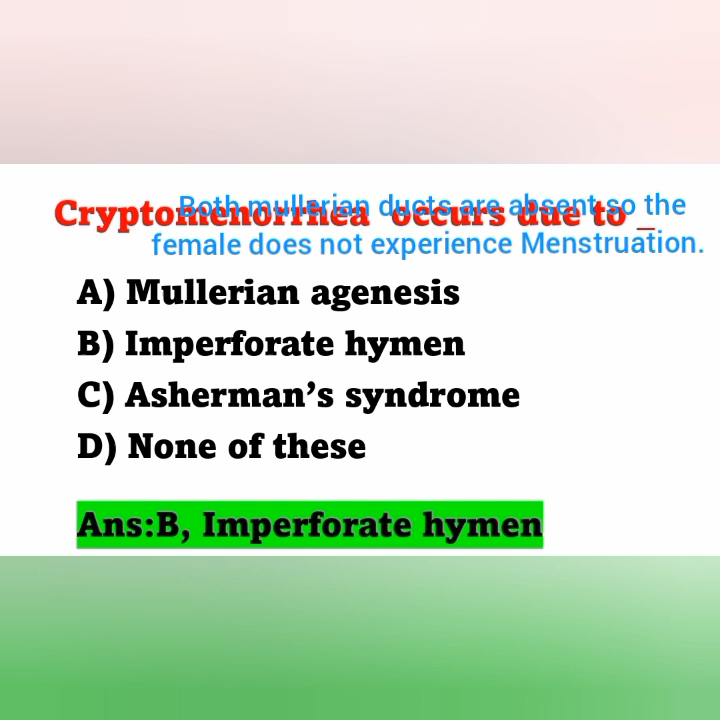 Cryptomenorrhea occurs due to _
Both mullerian ducts are absent so the
female does not experience Menstruation.
A) Mullerian agenesis
B) Imperforate hymen
C) Asherman’s syndrome
D) None of these
Ans:B, Imperforate hymen